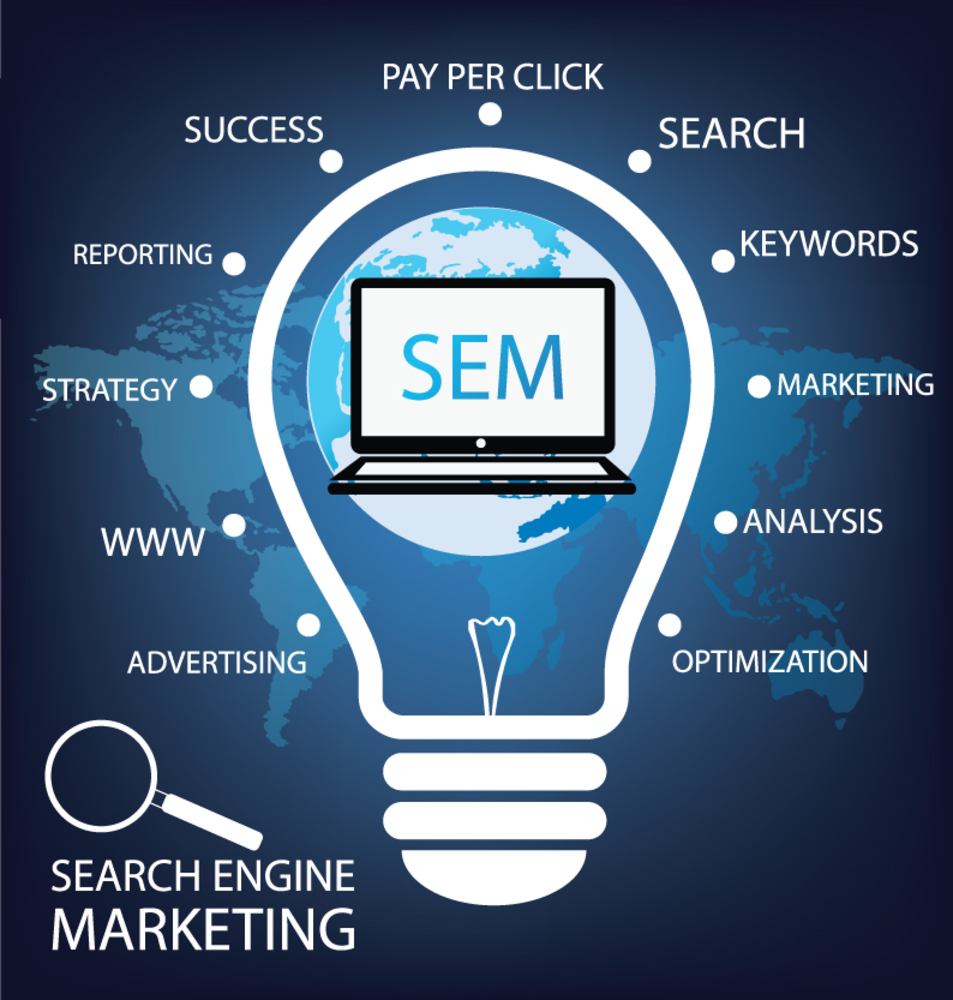 PAY PER CLICK
SUCCESS
SEARCH
REPORTING
KEYWORDS
SEM
STRATEGY
MARKETING
WWW
ANALYSIS
ADVERTISING
OPTIMIZATION
SEARCH ENGINE
MARKETING